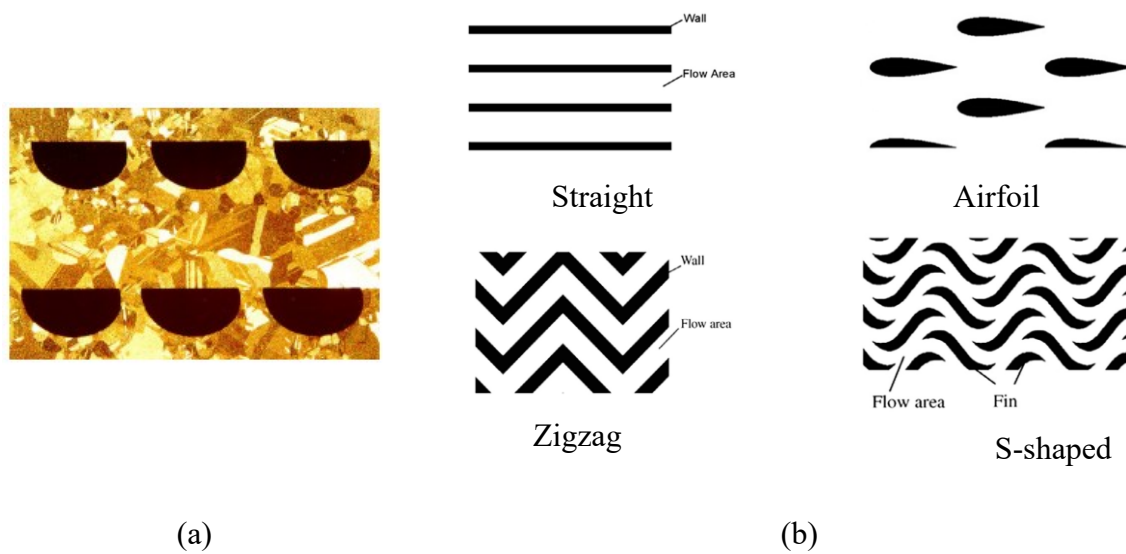 Wall
Flow Area
Straight
Airfoil
Wall
Flow area
Zigzag
Flow area
Fin
S-shaped
(a)
(b)